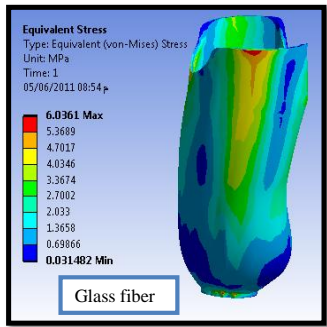 Equivalent Stress
Type: Equivalent (von-Mises) Stress
Unit: MPa
Time: 1
05/06/2011 08:54 م
6.0361 Max
5.3689
4.7017
4.0346
3.3674
2.7002
2.033
1.3658
0.69866
0.031482 Min
Glass fiber